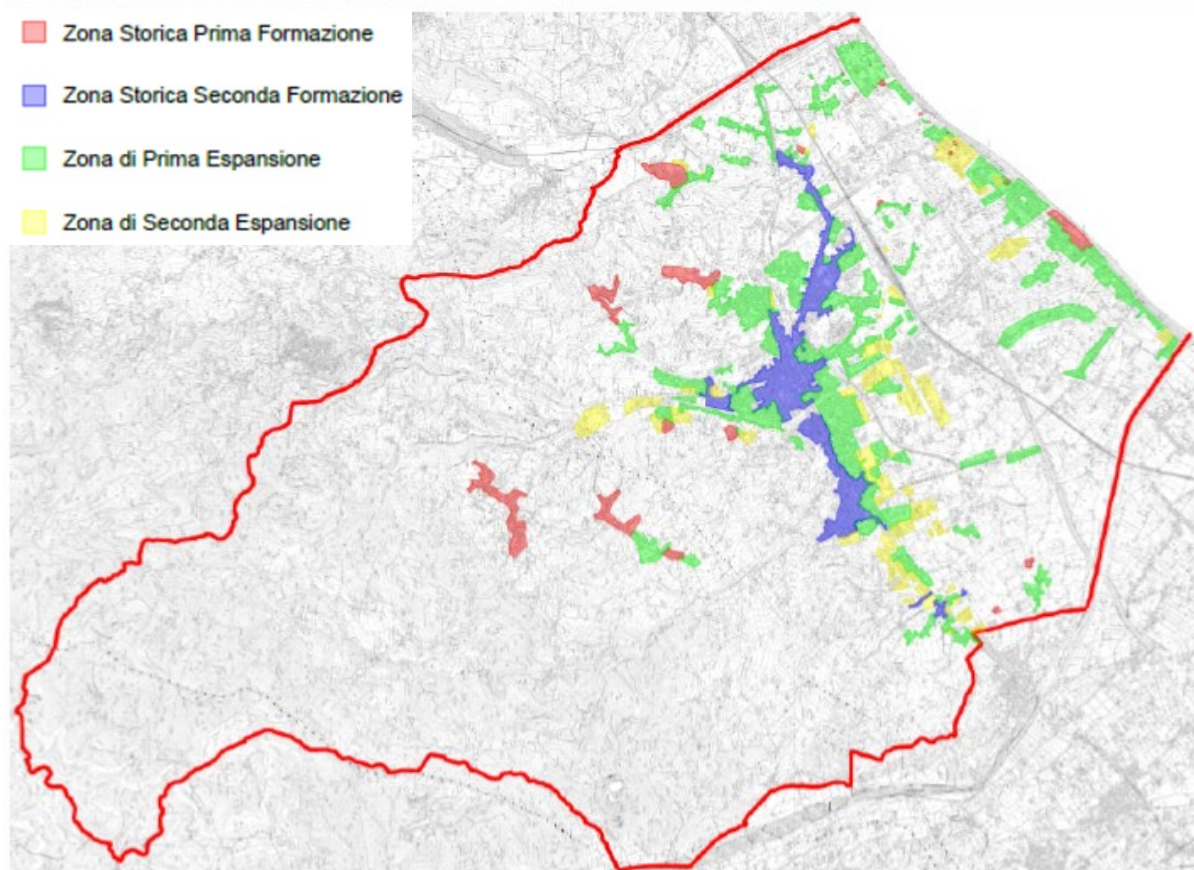 Zona Storica Prima Formazione
Zona Storica Seconda Formazione
Zona di Prima Espansione
Zona di Seconda Espansione